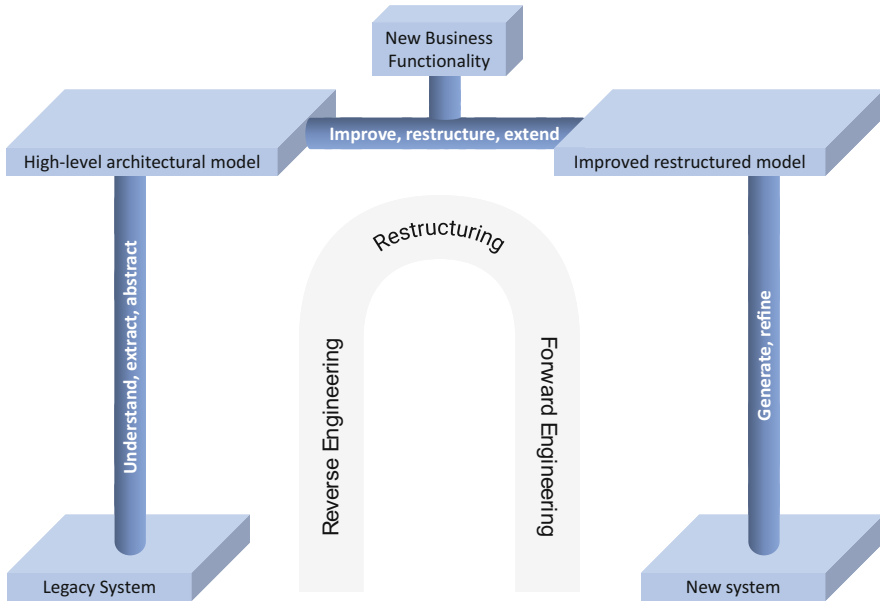 New Business
Functionality
Improve, restructure, extend
High-level architectural model
Improved restructured model
Restructuring
Understand, extract, abstract
Reverse Engineering
Forward Engineering
Generate, refine
Legacy System
New system